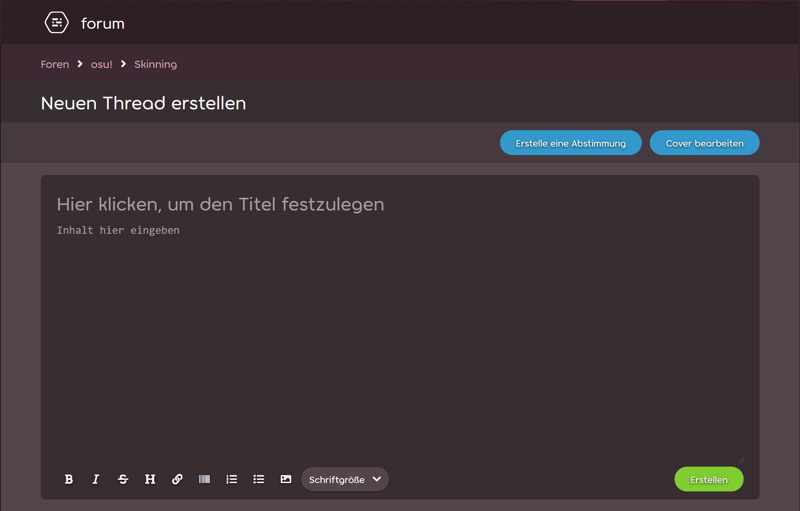 forum
Foren > osu! > Skinning
Neuen Thread erstellen
Erstelle eine Abstimmung Cover bearbeiten
Hier klicken, um den Titel festzulegen
Inhalt hier eingeben
B I S H Schriftgröße Erstellen